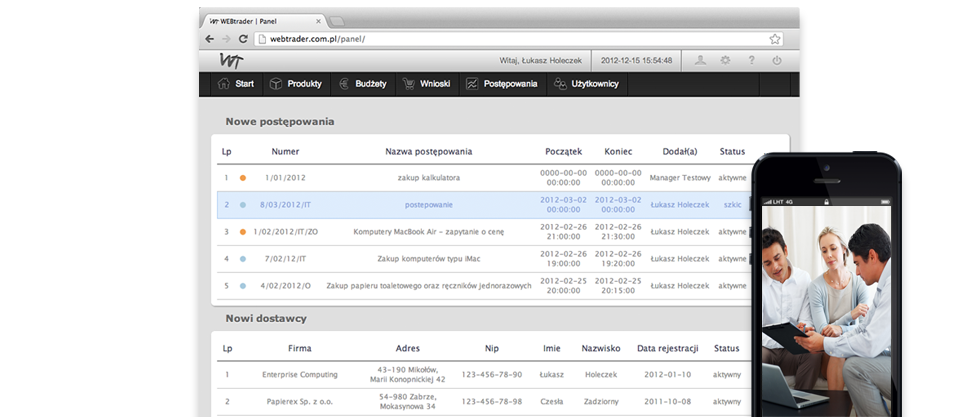 WT WEBtrader | Panel
webtrader.com.pl/panel/
WT Witaj, Łukasz Holeczek 2012-12-15 15:54:48
Start Produkty Budżety Wnioski Postępowania Użytkownicy
Nowe postępowania
Lp Numer Nazwa postępowania Początek Koniec Dodał(a) Status
1 1/01/2012 zakup kalkulatora 0000-00-00 00:00:00 0000-00-00 00:00:00 Manager Testowy aktywne
2 8/03/2012/IT postepowanie 2012-03-02 00:00:00 2012-03-02 00:00:00 Łukasz Holeczek szkic
3 1/02/2012/IT/ZO Komputery MacBook Air - zapytanie o cenę 2012-02-26 21:00:00 2012-02-26 21:30:00 Łukasz Holeczek aktywne
4 7/02/12/IT Zakup komputerów typu iMac 2012-02-26 19:00:00 2012-02-26 19:20:00 Łukasz Holeczek aktywne
5 4/02/2012/O Zakup papieru toaletowego oraz ręczników jednorazowych 2012-02-25 20:00:00 2012-02-25 20:15:00 Łukasz Holeczek aktywne
Nowi dostawcy
Lp Firma Adres Nip Imie Nazwisko Data rejestracji Status
1 Enterprise Computing 43-190 Mikołów, Marii Konopnickiej 42 123-456-78-90 Łukasz Holeczek 2012-01-10 aktywny
2 Papierex Sp. z o.o. 54-980 Zabrze, Mokasynowa 34 123-456-78-98 Czesła Zadziorny 2011-10-08 aktywny
LHT 4G